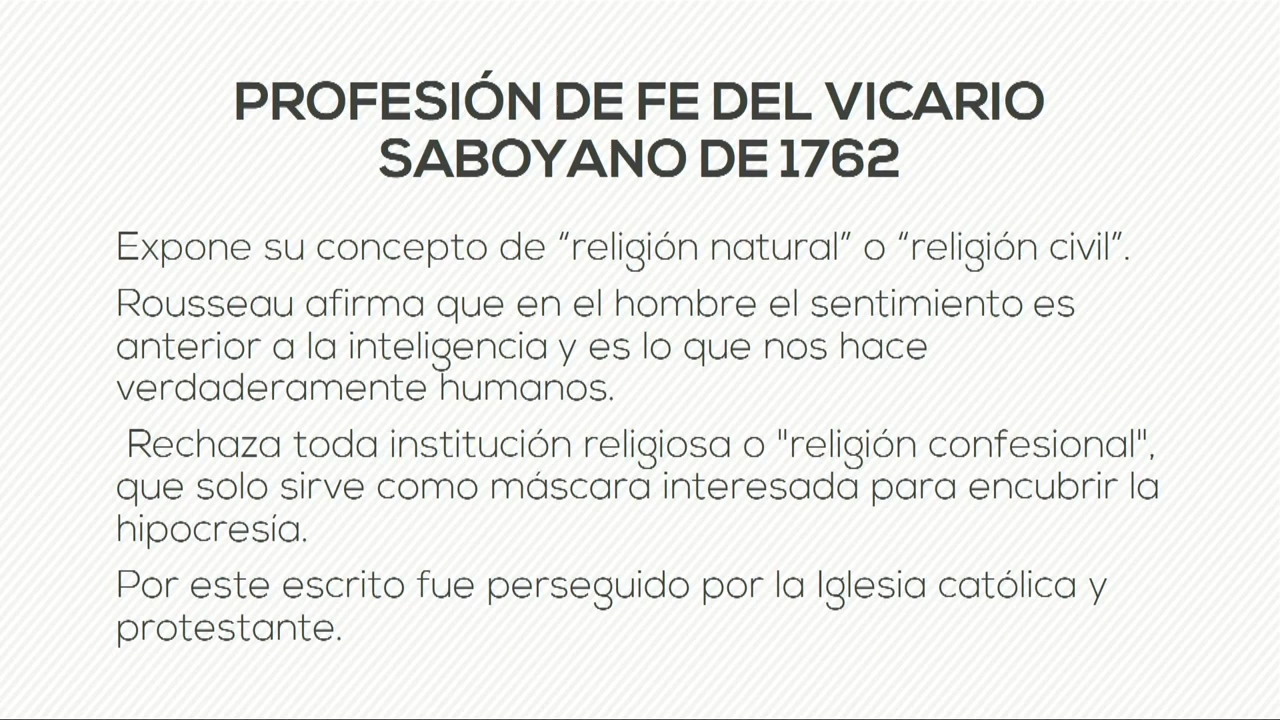 PROFESIÓN DE FE DEL VICARIO
SABOYANO DE 1762
Expone su concepto de “religión natural” o “religión civil”.
Rousseau afirma que en el hombre el sentimiento es
anterior a la inteligencia y es lo que nos hace
verdaderamente humanos.
Rechaza toda institución religiosa o "religión confesional",
que solo sirve como máscara interesada para encubrir la
hipocresía.
Por este escrito fue perseguido por la Iglesia católica y
protestante.